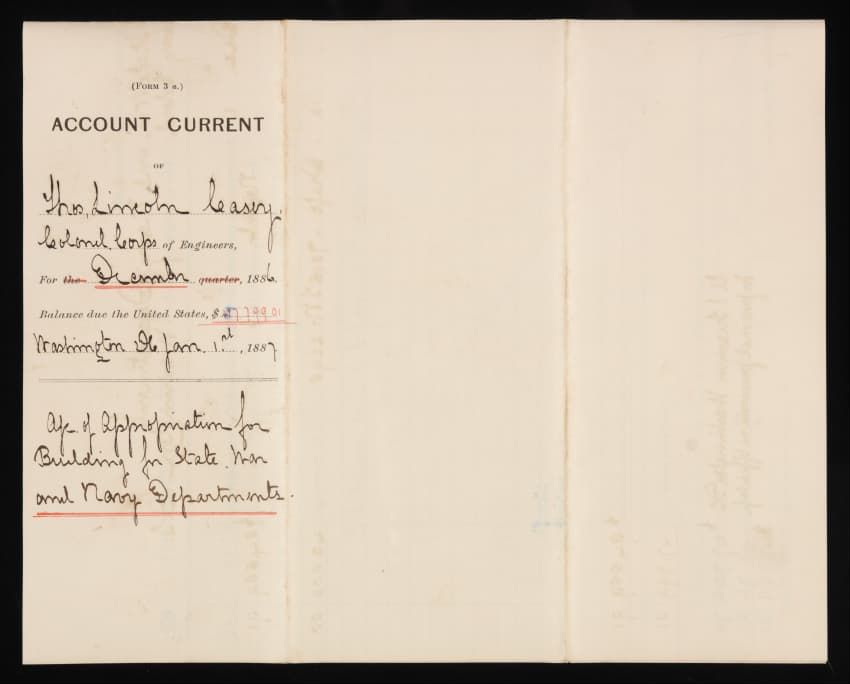 (FORM 3 a.)
ACCOUNT CURRENT
OF
Thos. Lincoln Casey,
Colonel. Corps of Engineers,
For the December quarter, 1886.
Balance due the United States, $
Washington DC Jan. 1st, 1887
a/c of Appropriation for
Building for State, War
and Navy Departments.